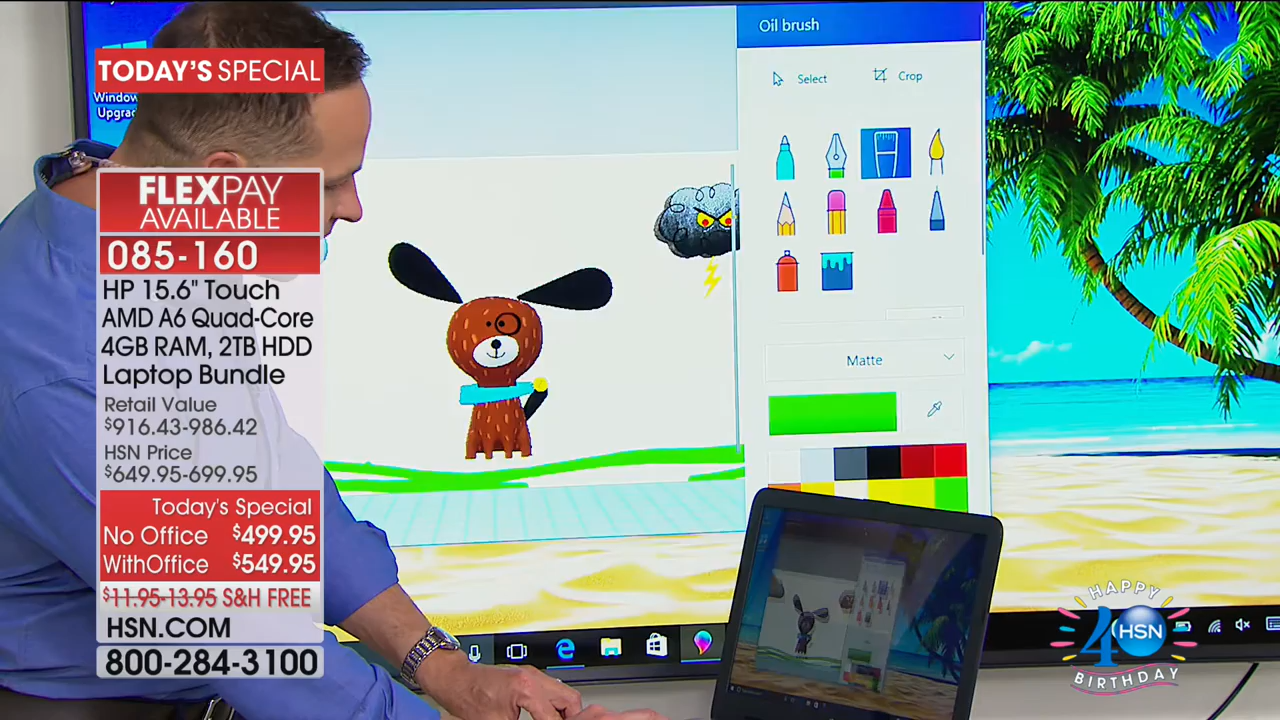 TODAY'S SPECIAL
Window
Upgra
FLEXPAY
AVAILABLE
085-160
HP 15.6" Touch
AMD A6 Quad-Core
4GB RAM, 2TB HDD
Laptop Bundle
Retail Value
$916.43-986.42
HSN Price
$649.95-699.95
Today's Special
No Office $499.95
WithOffice $549.95
$11.95-13.95 S&H FREE
HSN.COM
800-284-3100
Oil brush
Select
Crop
Matte
HAPPY
40 HSN
BIRTHDAY